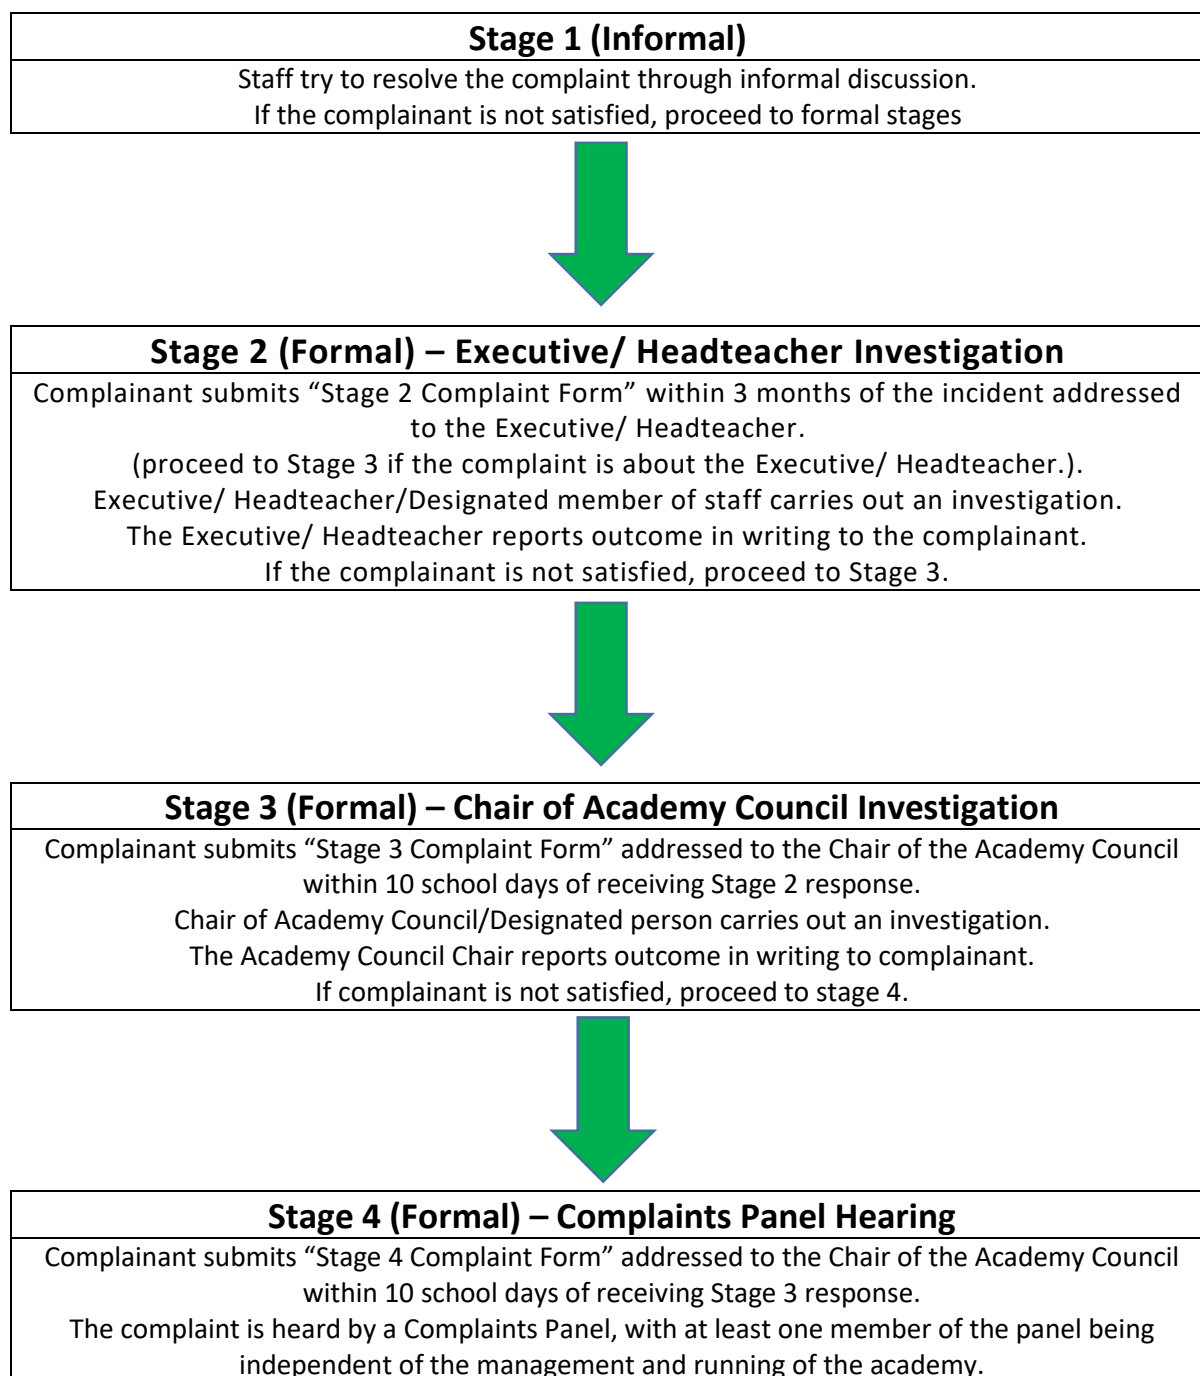 Stage 1 (Informal)
Staff try to resolve the complaint through informal discussion.
If the complainant is not satisfied, proceed to formal stages
Stage 2 (Formal) – Executive/ Headteacher Investigation
Complainant submits “Stage 2 Complaint Form” within 3 months of the incident addressed
to the Executive/ Headteacher.
(proceed to Stage 3 if the complaint is about the Executive/ Headteacher.).
Executive/ Headteacher/Designated member of staff carries out an investigation.
The Executive/ Headteacher reports outcome in writing to the complainant.
If the complainant is not satisfied, proceed to Stage 3.
Stage 3 (Formal) – Chair of Academy Council Investigation
Complainant submits “Stage 3 Complaint Form” addressed to the Chair of the Academy Council
within 10 school days of receiving Stage 2 response.
Chair of Academy Council/Designated person carries out an investigation.
The Academy Council Chair reports outcome in writing to complainant.
If complainant is not satisfied, proceed to stage 4.
Stage 4 (Formal) – Complaints Panel Hearing
Complainant submits “Stage 4 Complaint Form” addressed to the Chair of the Academy Council
within 10 school days of receiving Stage 3 response.
The complaint is heard by a Complaints Panel, with at least one member of the panel being
independent of the management and running of the academy.